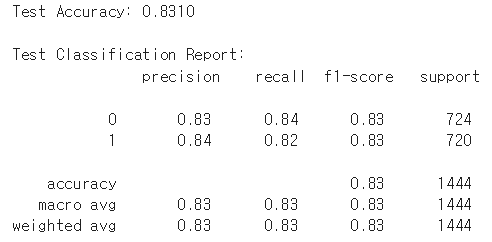 Test Accuracy: 0.8310
Test Classification Report:
precision recall f1-score support
0 0.83 0.84 0.83 724
1 0.84 0.82 0.83 720
accuracy 0.83 1444
macro avg 0.83 0.83 0.83 1444
weighted avg 0.83 0.83 0.83 1444